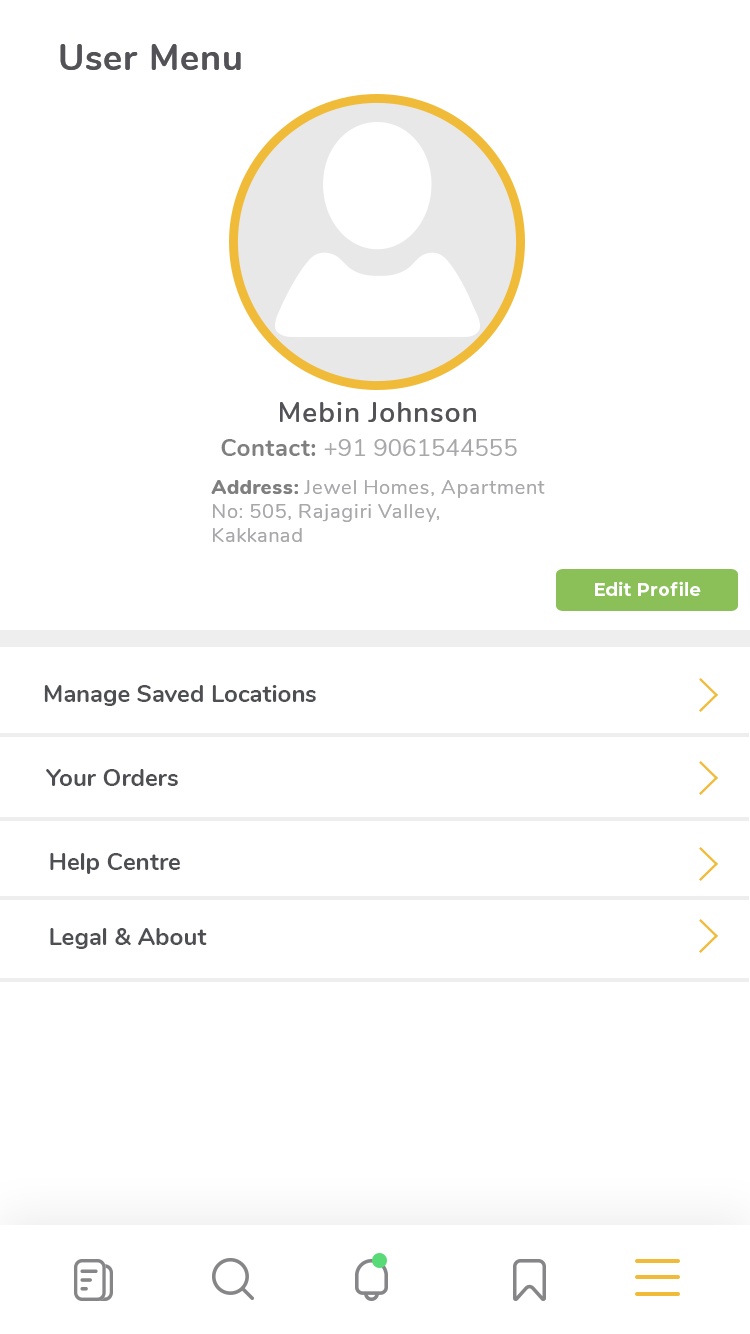 User Menu
Mebin Johnson
Contact: +91 9061544555
Address: Jewel Homes, Apartment
No: 505, Rajagiri Valley,
Kakkanad
Edit Profile
Manage Saved Locations
Your Orders
Help Centre
Legal & About